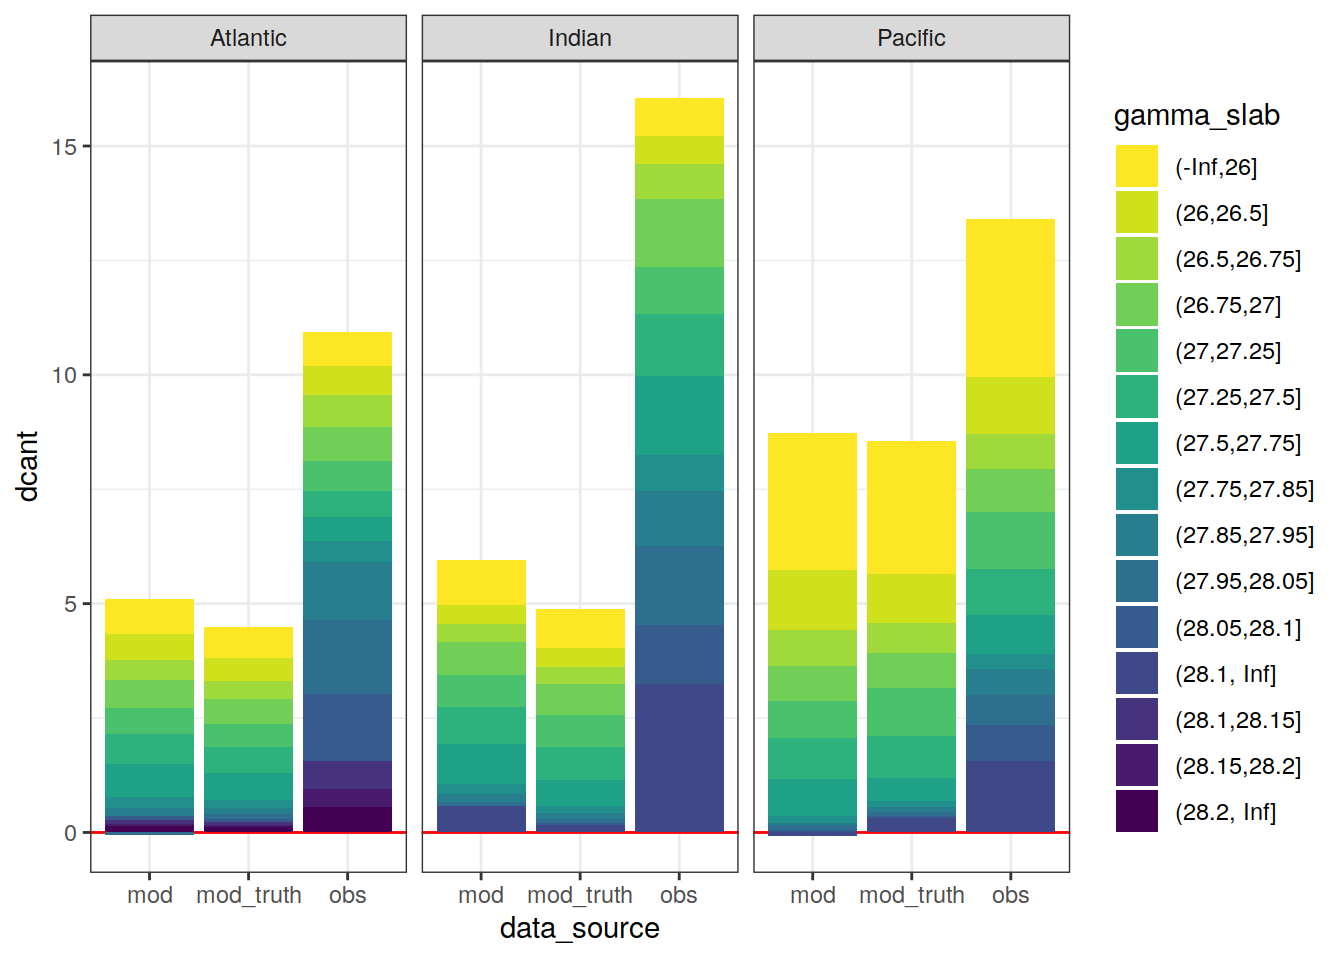 Atlantic
Indian
Pacific
15
10
5
0
dcant
mod
mod_truth
obs
mod
mod_truth
obs
mod
mod_truth
obs
data_source
gamma_slab
(-Inf,26]
(26,26.5]
(26.5,26.75]
(26.75,27]
(27,27.25]
(27.25,27.5]
(27.5,27.75]
(27.75,27.85]
(27.85,27.95]
(27.95,28.05]
(28.05,28.1]
(28.1, Inf]
(28.1,28.15]
(28.15,28.2]
(28.2, Inf]